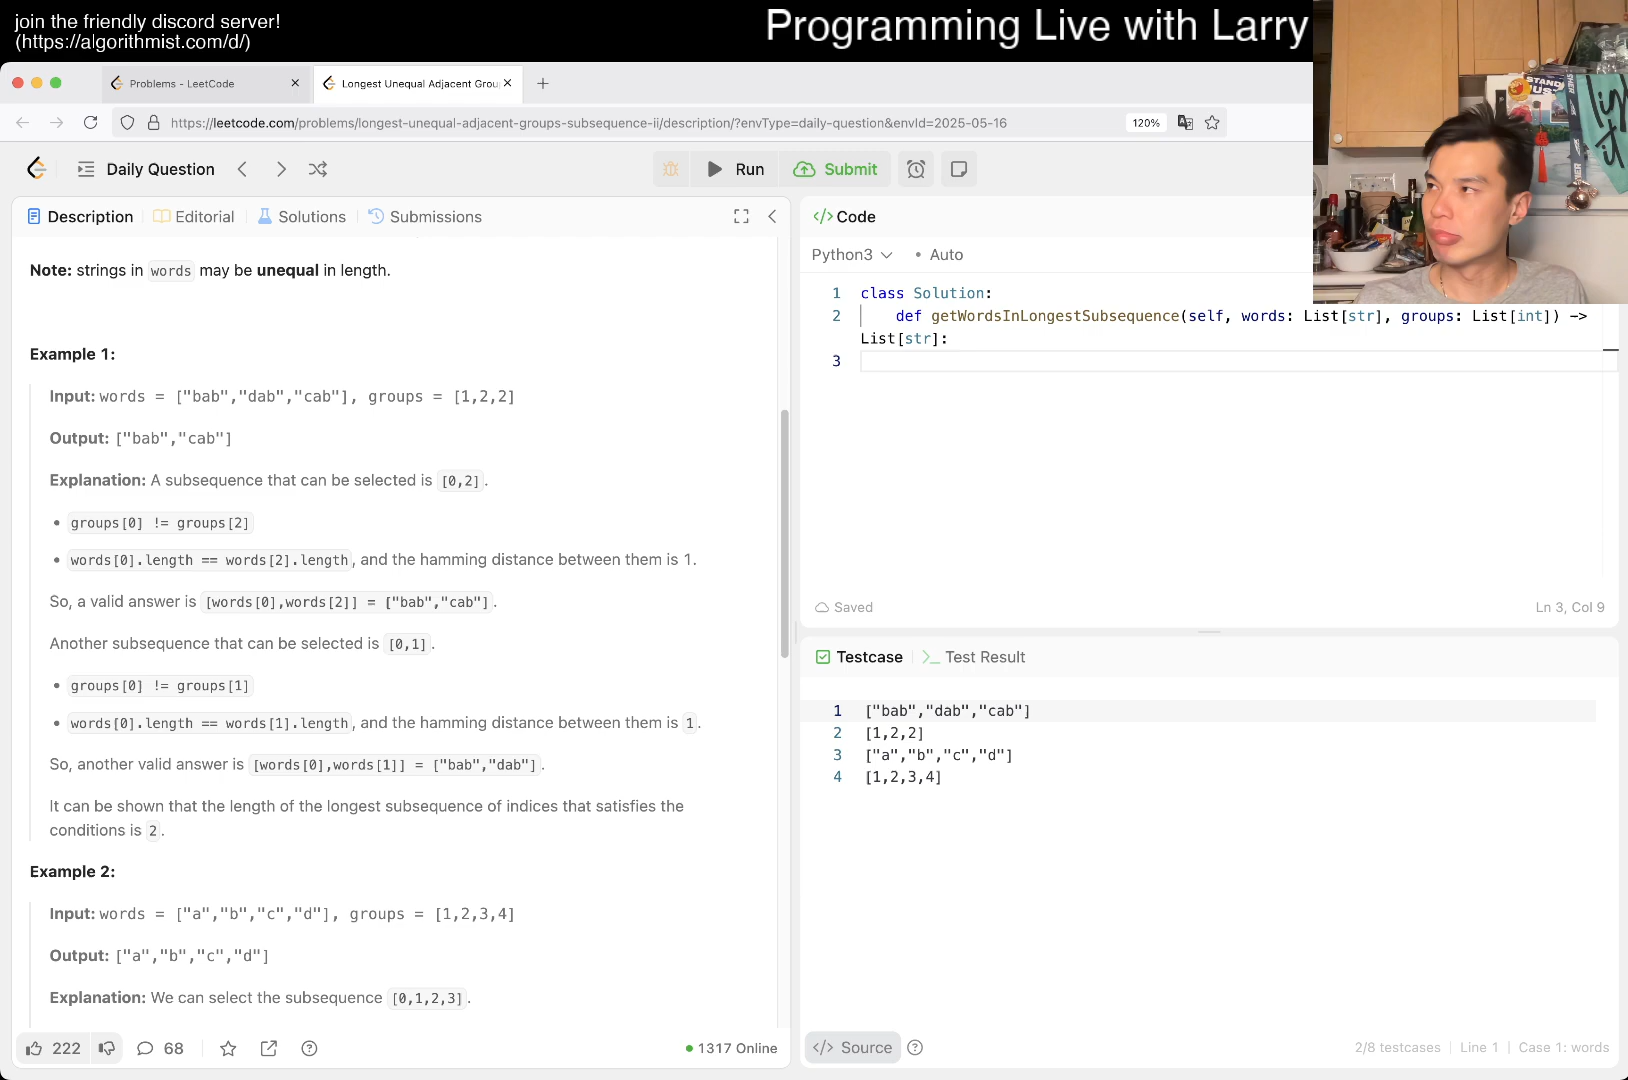 join the friendly discord server!
(https://algorithmist.com/d/)
Programming Live with Larry
Problems - LeetCode
Longest Unequal Adjacent Grou
https://leetcode.com/problems/longest-unequal-adjacent-groups-subsequence-ii/description/?envType=daily-question&envId=2025-05-16
120%
Daily Question
Run
Submit
Description
Editorial
Solutions
Submissions
Note: strings in words may be unequal in length.
Example 1:
Input: words = ["bab","dab","cab"], groups = [1,2,2]
Output: ["bab","cab"]
Explanation: A subsequence that can be selected is [0,2].
• groups[0] != groups[2]
• words[0].length == words[2].length, and the hamming distance between them is 1.
So, a valid answer is [words[0],words[2]] = ["bab","cab"].
Another subsequence that can be selected is [0,1].
• groups[0] != groups[1]
• words[0].length == words[1].length, and the hamming distance between them is 1.
So, another valid answer is [words[0],words[1]] = ["bab","dab"].
It can be shown that the length of the longest subsequence of indices that satisfies the
conditions is 2.
Example 2:
Input: words = ["a","b","c","d"], groups = [1,2,3,4]
Output: ["a","b","c","d"]
Explanation: We can select the subsequence [0,1,2,3].
222
68
1317 Online
</> Code
Python3 • Auto
1 class Solution:
2 def getWordsInLongestSubsequence(self, words: List[str], groups: List[int]) ->
List[str]:
3
Saved
Ln 3, Col 9
Testcase
>_ Test Result
1 ["bab","dab","cab"]
2 [1,2,2]
3 ["a","b","c","d"]
4 [1,2,3,4]
</> Source
2/8 testcases | Line 1 | Case 1: words